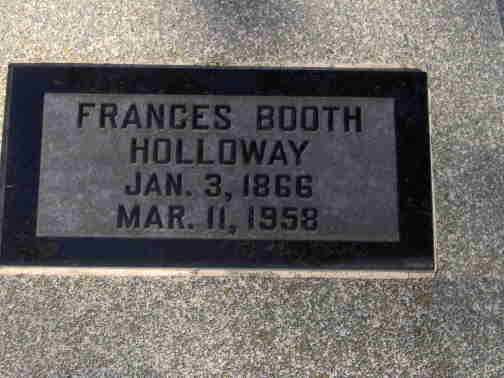 FRANCES BOOTH
HOLLOWAY
JAN. 3, 1866
MAR. 11, 1958